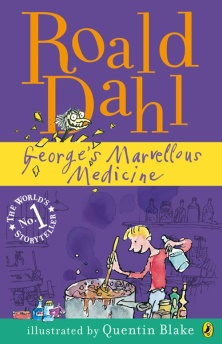 Roald
Dahl
George's Marvellous
Medicine
THE WORLD'S
No. 1
STORYTELLER
illustrated by Quentin Blake